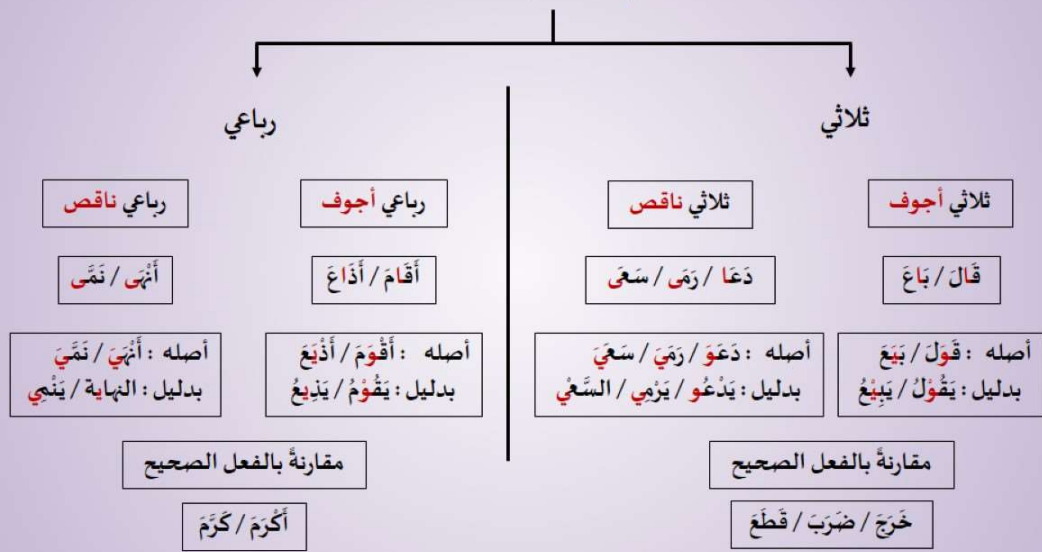 ثلاثي
رباعي
ثلاثي أجوف
ثلاثي ناقص
رباعي أجوف
رباعي ناقص
قَالَ / بَاعَ
دَعَا / رَمَى / سَعَى
أَقَامَ / أَذَاعَ
أَنْهَى / نَمَّى
أصله : قَوَلَ / بَيَعَ
بدليل : يَقُوْلُ / يَبِيْعُ
أصله : دَعَوَ / رَمَيَ / سَعَيَ
بدليل : يَدْعُو / يَرْمِي / السَّعْيُ
أصله : أَقْوَمَ / أَذْيَعَ
بدليل : يَقُوْمُ / يَذِيعُ
أصله : أَنْهَيَ / نَمَّيَ
بدليل : النهاية / يَنْمِي
مقارنةً بالفعل الصحيح
مقارنةً بالفعل الصحيح
خَرَجَ / ضَرَبَ / قَطَعَ
أَكْرَمَ / كَرَّمَ